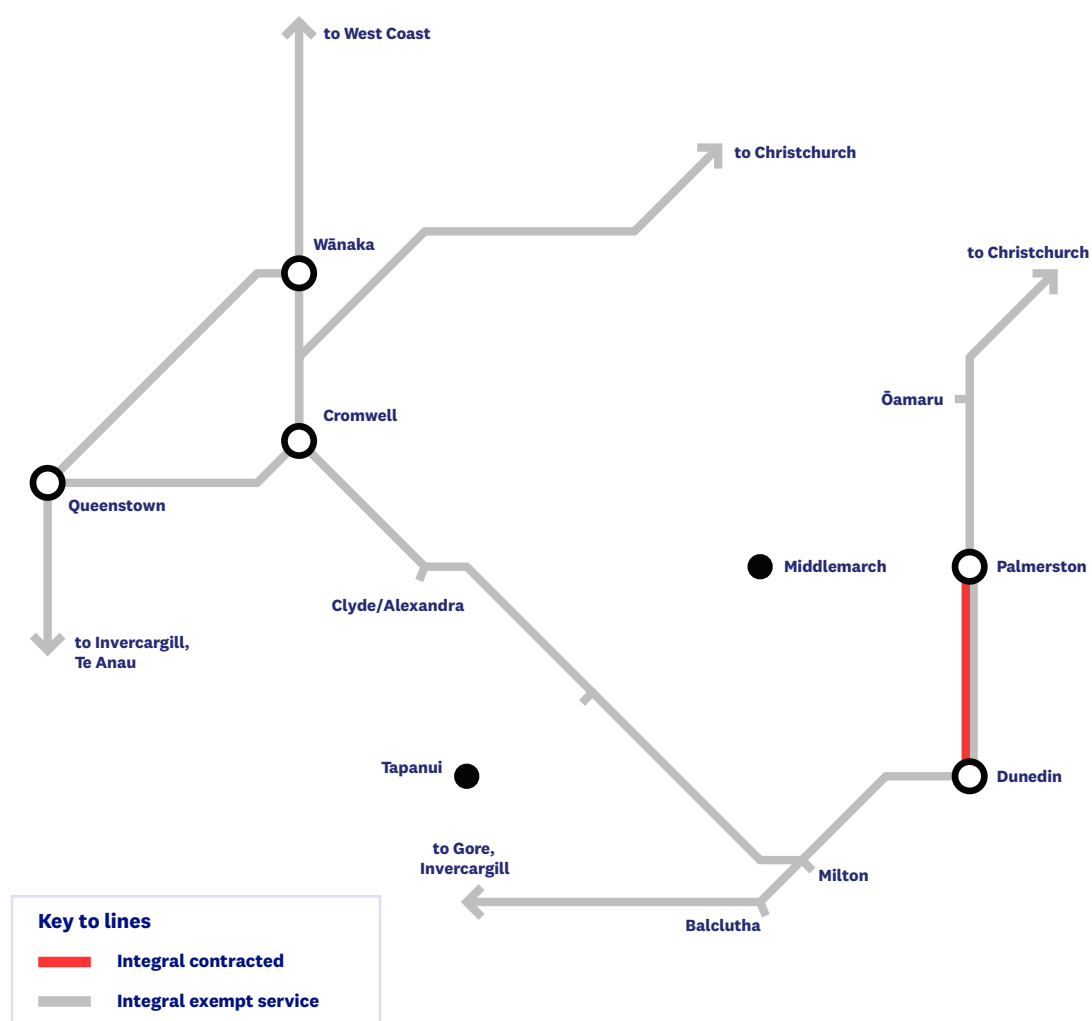 to West Coast
to Christchurch
Wānaka
to Christchurch
Ōamaru
Cromwell
Queenstown
Middlemarch
Palmerston
Clyde/Alexandra
to Invercargill,
Te Anau
Tapanui
Dunedin
to Gore,
Invercargill
Milton
Balclutha
Key to lines
Integral contracted
Integral exempt service